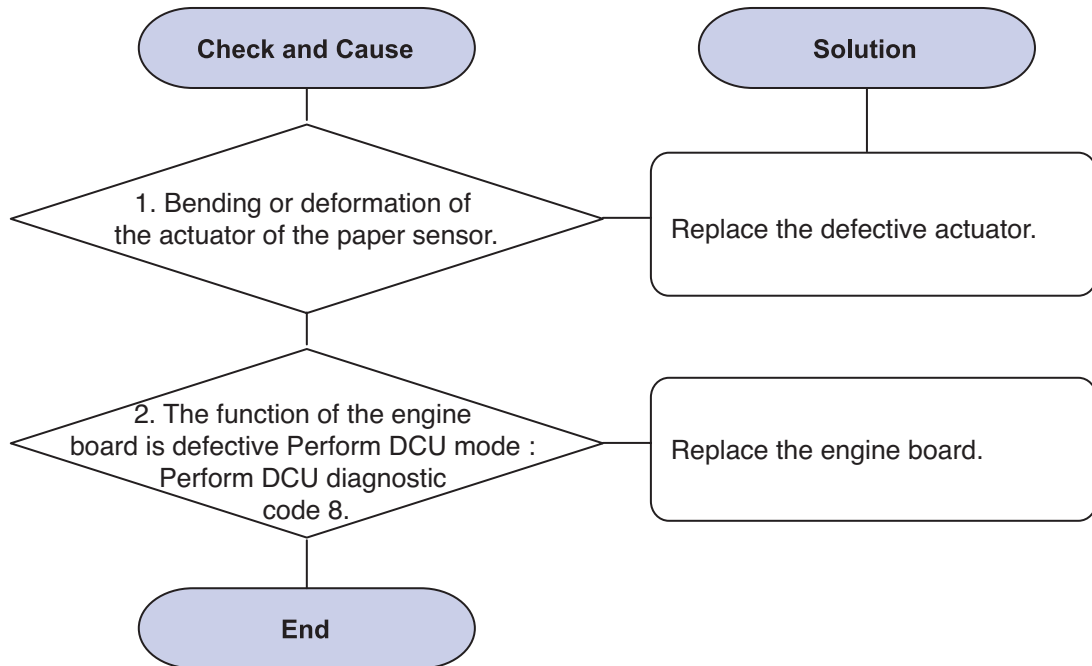 Check and Cause
Solution
1. Bending or deformation of
the actuator of the paper sensor.
Replace the defective actuator.
2. The function of the engine
board is defective Perform DCU mode :
Perform DCU diagnostic
code 8.
Replace the engine board.
End